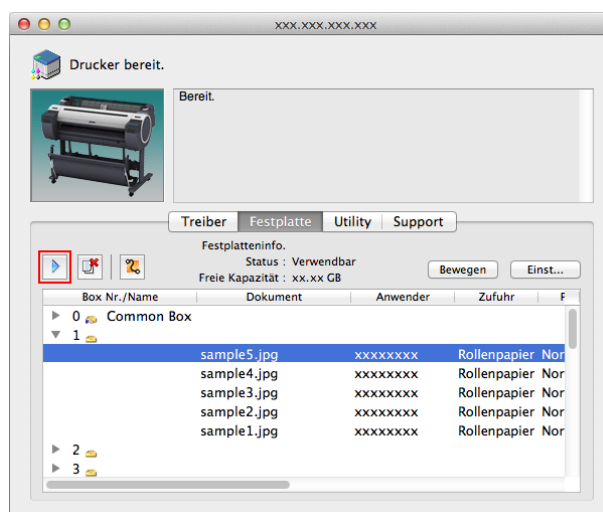 xxx.xxx.xxx.xxx
Drucker bereit.
Bereit.
Treiber Festplatte Utility Support
Festplatteninfo.
Status : Verwendbar
Freie Kapazität : xx.xx GB
Bewegen Einst...
Box Nr./Name Dokument Anwender Zufuhr F
0 Common Box
1
sample5.jpg xxxxxxxx Rollenpapier Nor
sample4.jpg xxxxxxxx Rollenpapier Nor
sample3.jpg xxxxxxxx Rollenpapier Nor
sample2.jpg xxxxxxxx Rollenpapier Nor
sample1.jpg xxxxxxxx Rollenpapier Nor
2
3